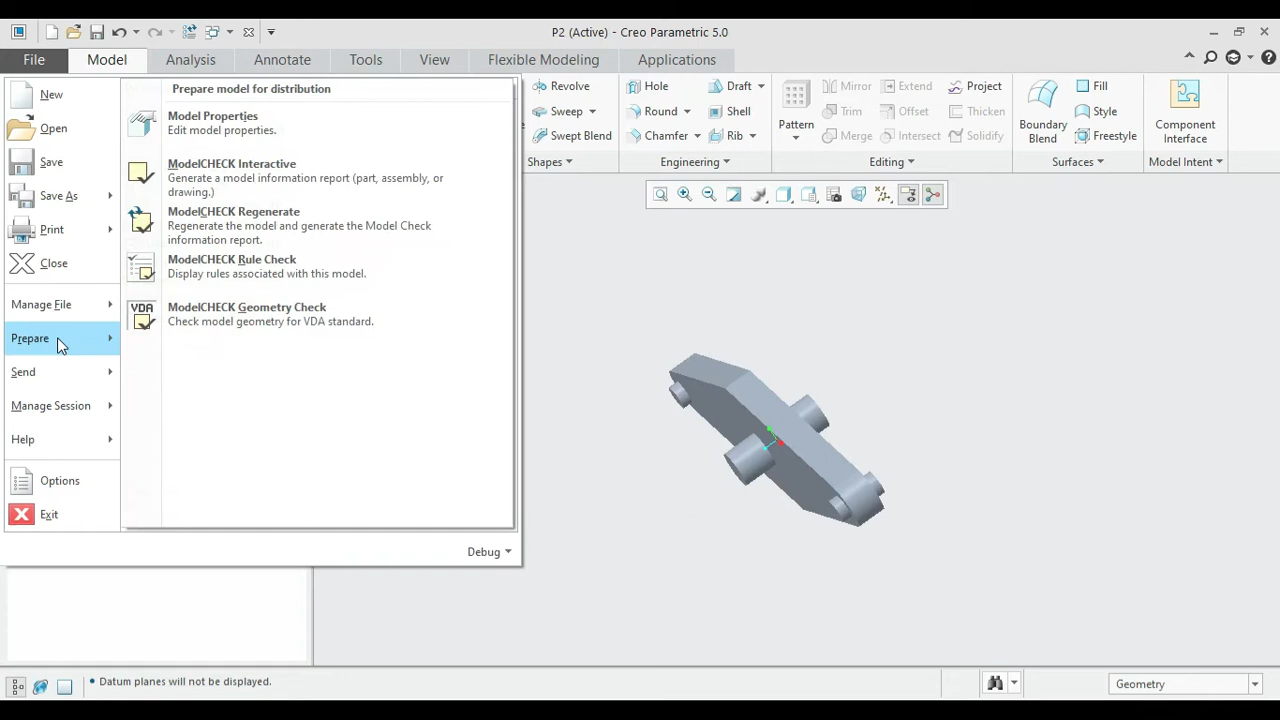 P2 (Active) - Creo Parametric 5.0
File Model Analysis Annotate Tools View Flexible Modeling Applications
New
Open
Save
Save As
Print
Close
Manage File
Prepare
Send
Manage Session
Help
Options
Exit
Prepare model for distribution
Model Properties
Edit model properties.
ModelCHECK Interactive
Generate a model information report (part, assembly, or
drawing.)
ModelCHECK Regenerate
Regenerate the model and generate the Model Check
information report.
ModelCHECK Rule Check
Display rules associated with this model.
VDA
ModelCHECK Geometry Check
Check model geometry for VDA standard.
Debug
Revolve
Sweep
Swept Blend
Shapes
Hole Draft
Round Shell
Chamfer Rib
Engineering
Pattern
Mirror Extend Project
Trim Offset Thicken
Merge Intersect Solidify
Editing
Boundary
Blend
Fill
Style
Freestyle
Surfaces
Component
Interface
Model Intent
• Datum planes will not be displayed.
Geometry